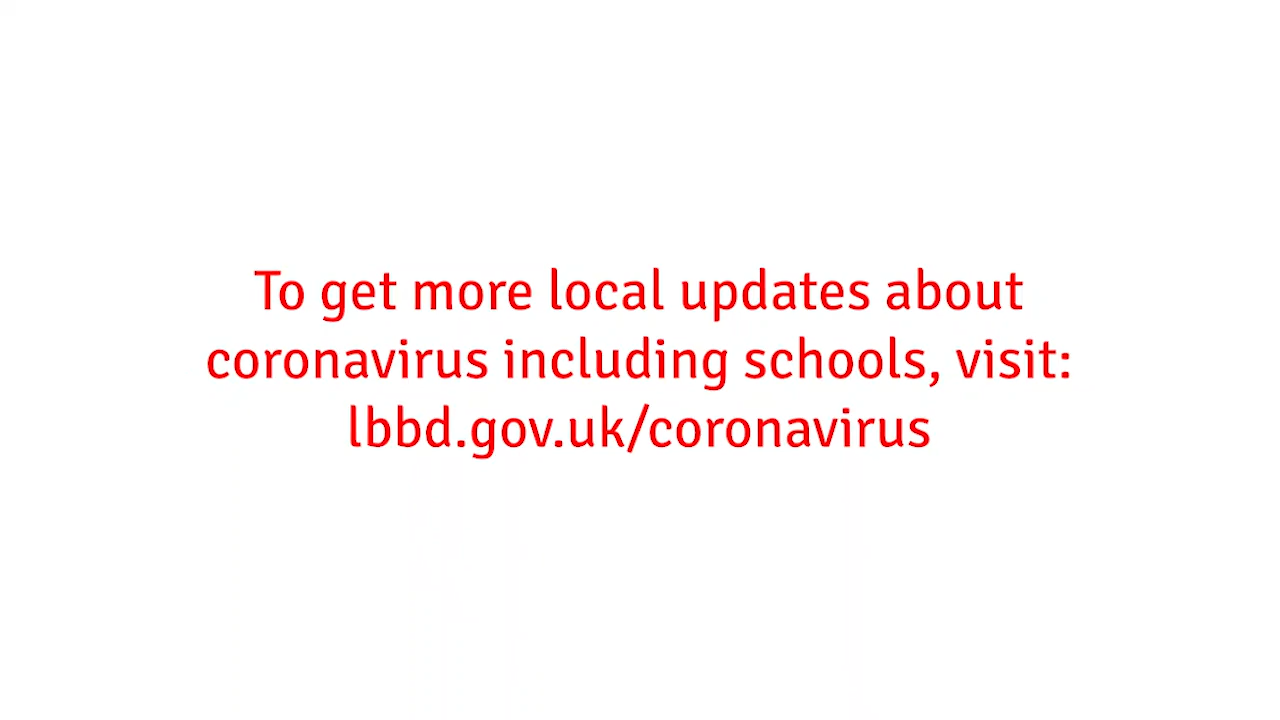 To get more local updates about
coronavirus including schools, visit:
lbbd.gov.uk/coronavirus